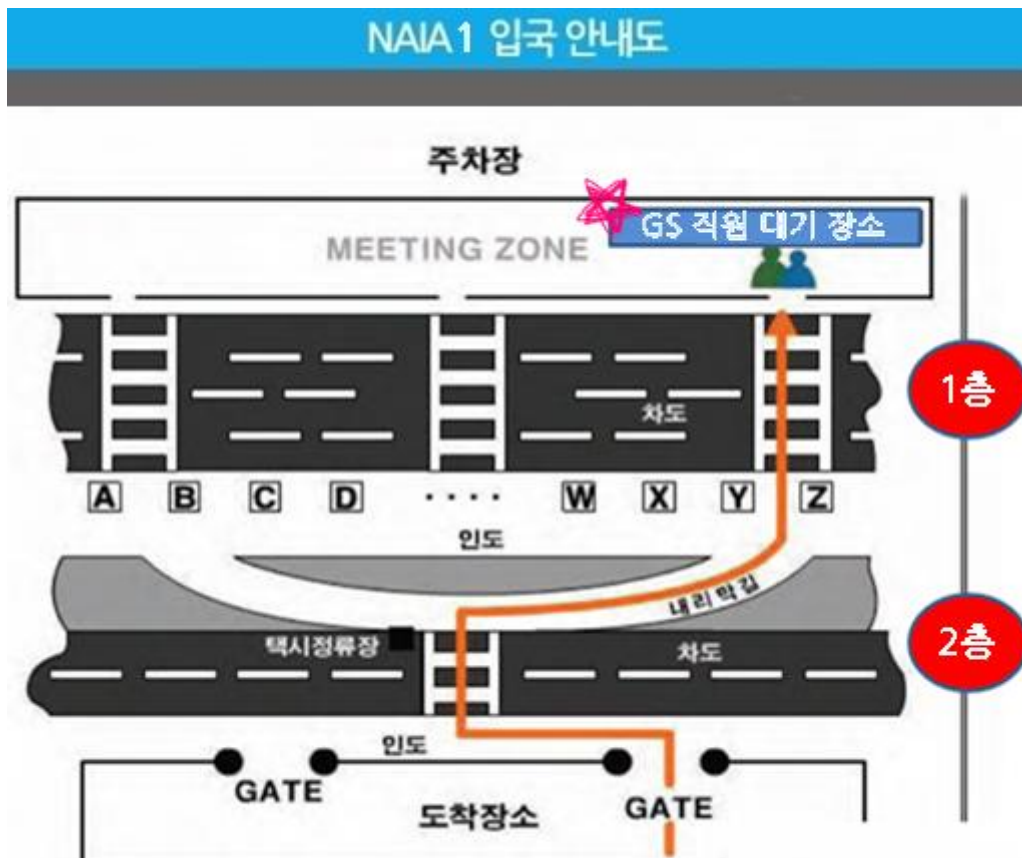 NAIA1 입국 안내도
주차장
GS 직원 대기 장소
MEETING ZONE
1층
차도
A B C D ···· W X Y Z
인도
내리막길
2층
택시정류장
차도
인도
GATE
GATE
도착장소